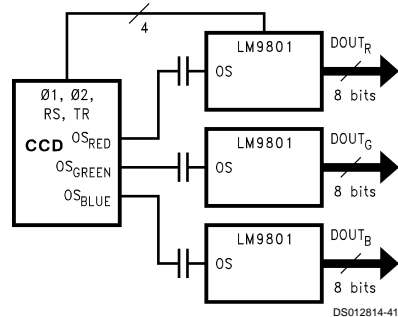 4
LM9801
DOUT_R
OS
8 bits
Ø1, Ø2,
RS, TR
CCD
OS_RED
OS_GREEN
OS_BLUE
LM9801
DOUT_G
OS
8 bits
LM9801
DOUT_B
OS
8 bits
DS012814-41